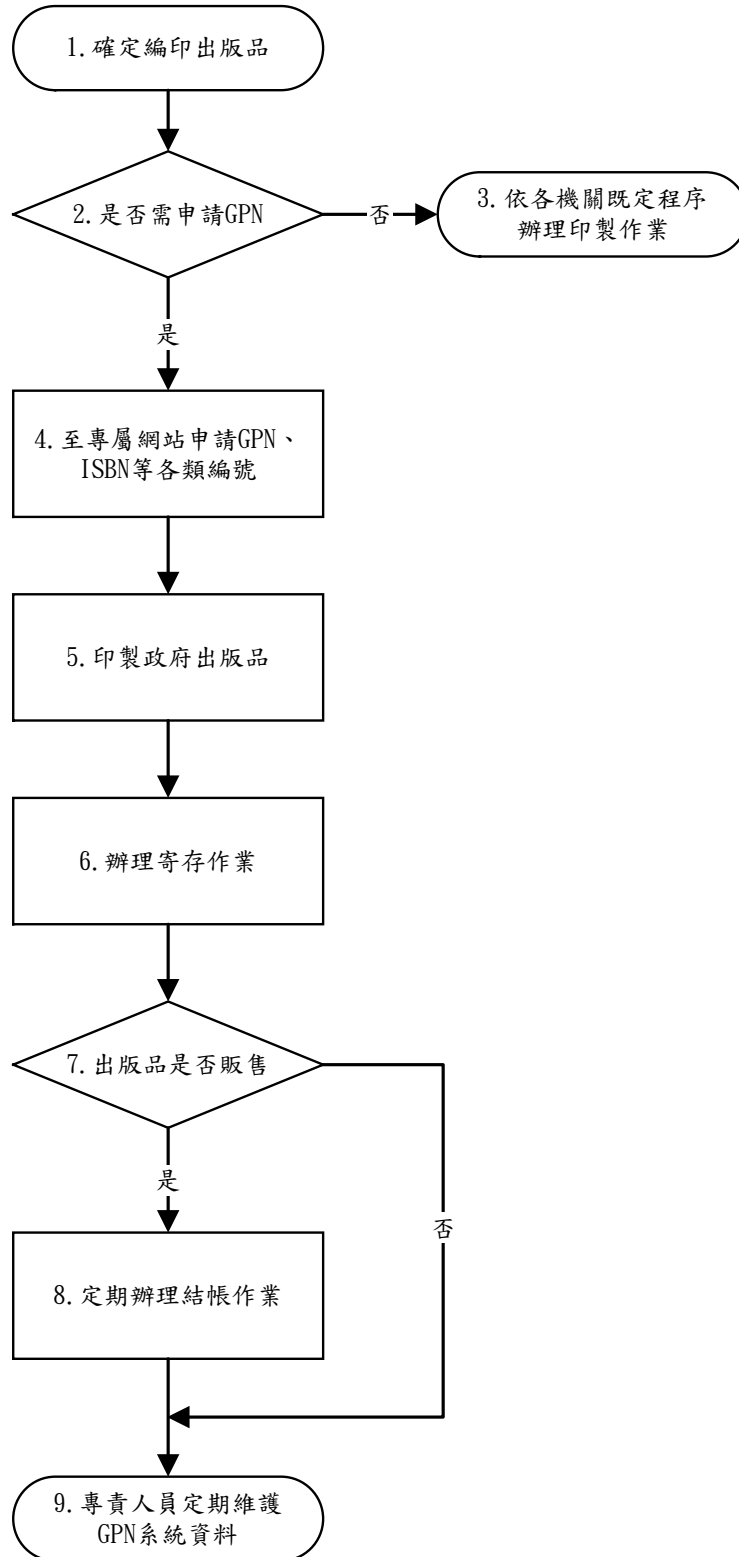 1.確定編印出版品
2.是否需申請GPN
否
3.依各機關既定程序
辦理印製作業
是
4.至專屬網站申請GPN、
ISBN等各類編號
5.印製政府出版品
6.辦理寄存作業
7.出版品是否販售
是
否
8.定期辦理結帳作業
9.專責人員定期維護
GPN系統資料